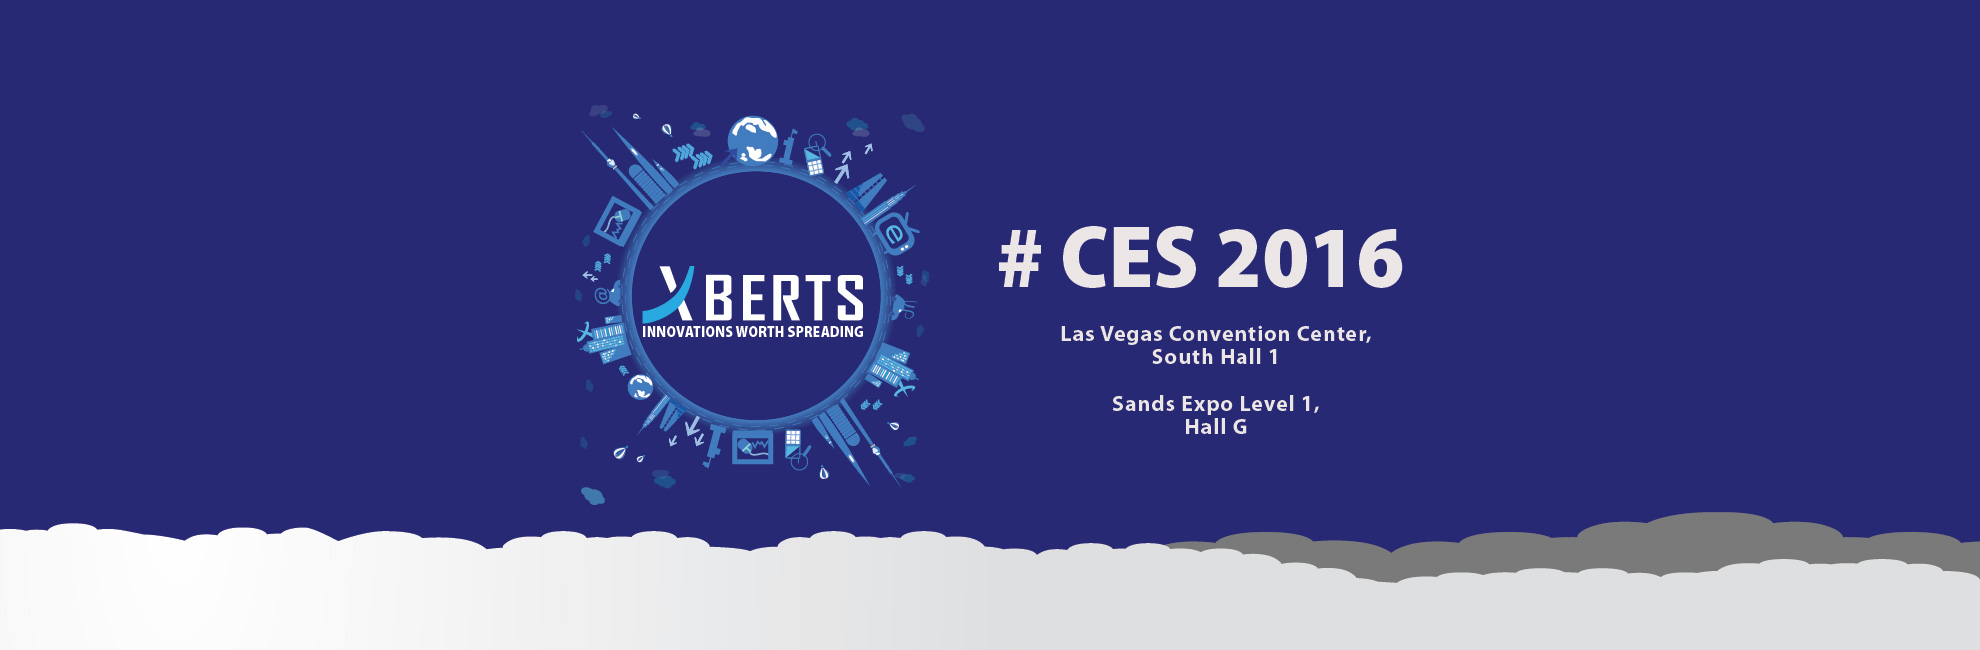 XBERTS
INNOVATIONS WORTH SPREADING
# CES 2016
Las Vegas Convention Center,
South Hall 1
Sands Expo Level 1,
Hall G
@
e